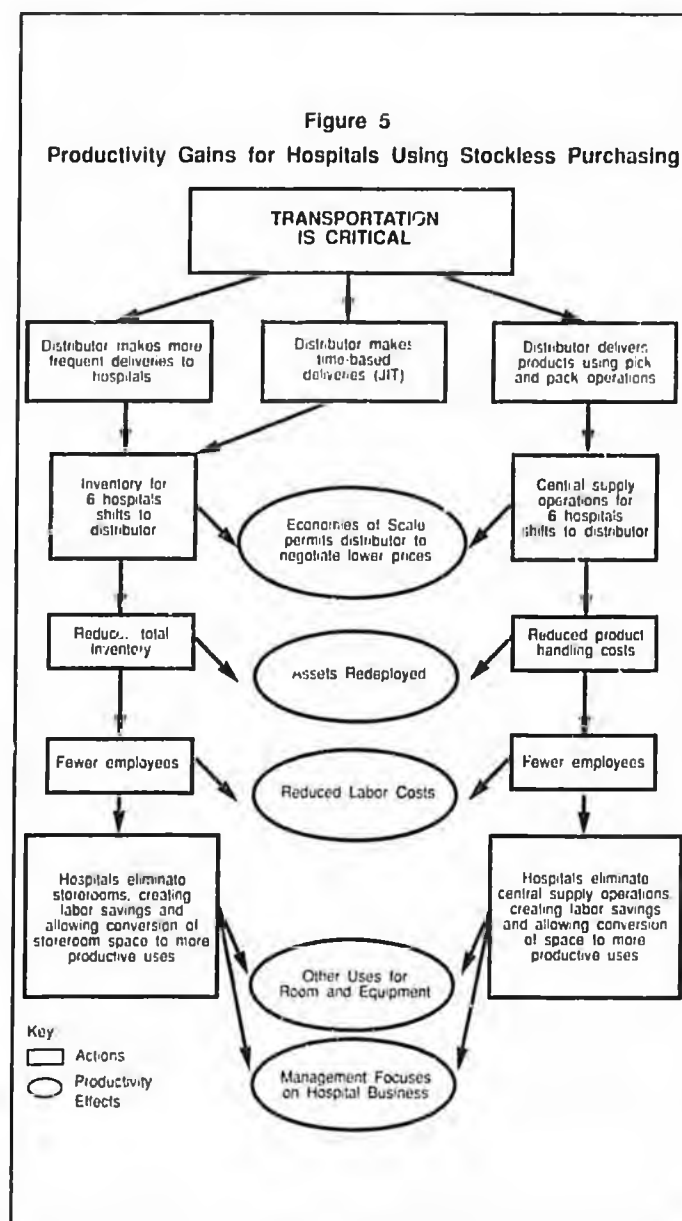 Figure 5
Productivity Gains for Hospitals Using Stockless Purchasing
TRANSPORTATION
IS CRITICAL
Distributor makes more
frequent deliveries to
hospitals
Distributor makes
time-based
deliveries (JIT)
Distributor delivers
products using pick
and pack operations
Inventory for
6 hospitals
shifts to
distributor
Economies of Scale
permits distributor to
negotiate lower prices
Central supply
operations for
6 hospitals
shifts to distributor
total
Inventory
Assets Redeployed
Reduced product
handling costs
Fewer employees
Reduced Labor Costs
Fewer employees
Hospitals eliminate
storerooms, creating
labor savings and
allowing conversion of
storeroom space to more
productive uses
Hospitals eliminate
central supply operations
creating labor savings
and allowing conversion
of space to more
productive uses
Other Uses for
Room and Equipment
Management Focuses
on Hospital Business
Key
Actions
Productivity
Effects